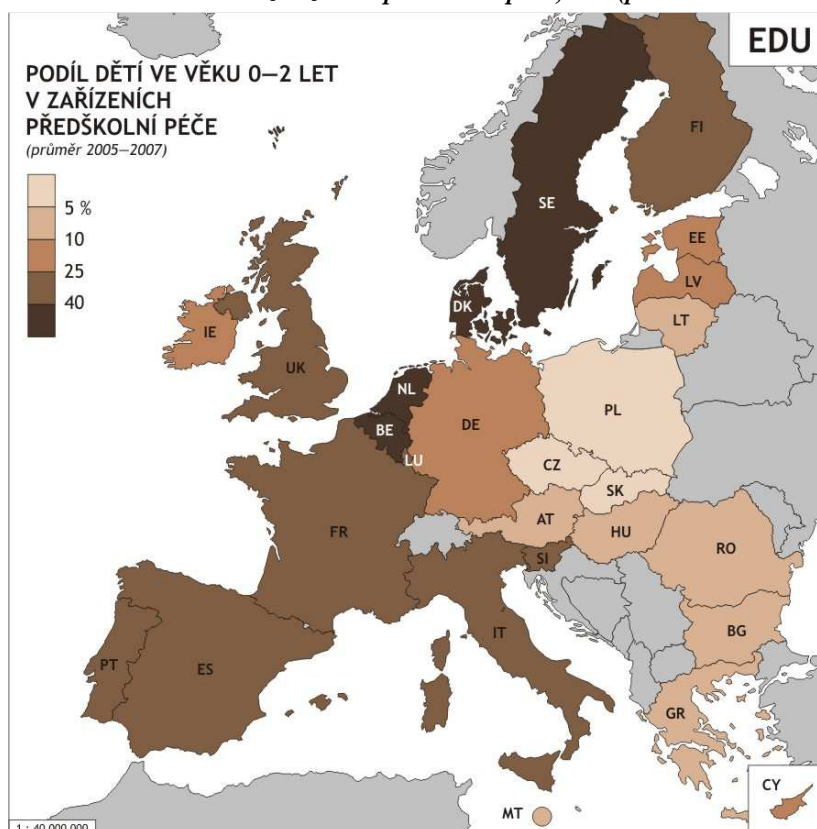 EDU
PODÍL DĚTÍ VE VĚKU 0—2 LET
V ZAŘÍZENÍCH
PŘEDŠKOLNÍ PÉČE
(průměr 2005—2007)
5 %
10
25
40
FI
SE
EE
LV
LT
DK
IE
UK
NL
BE
LU
DE
PL
CZ
SK
AT
HU
FR
SI
RO
IT
BG
PT
ES
GR
MT
CY
1 : 40 000 000